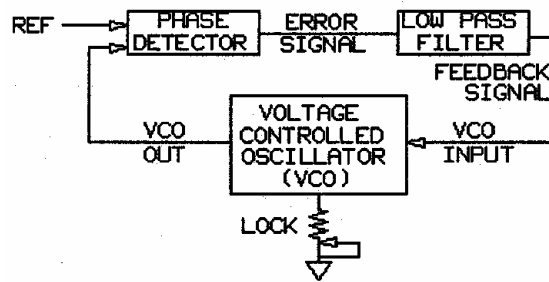 REF
PHASE
DETECTOR
ERROR
SIGNAL
LOW PASS
FILTER
FEEDBACK
SIGNAL
VCO
OUT
VOLTAGE
CONTROLLED
OSCILLATOR
(VCO)
VCO
INPUT
LOCK